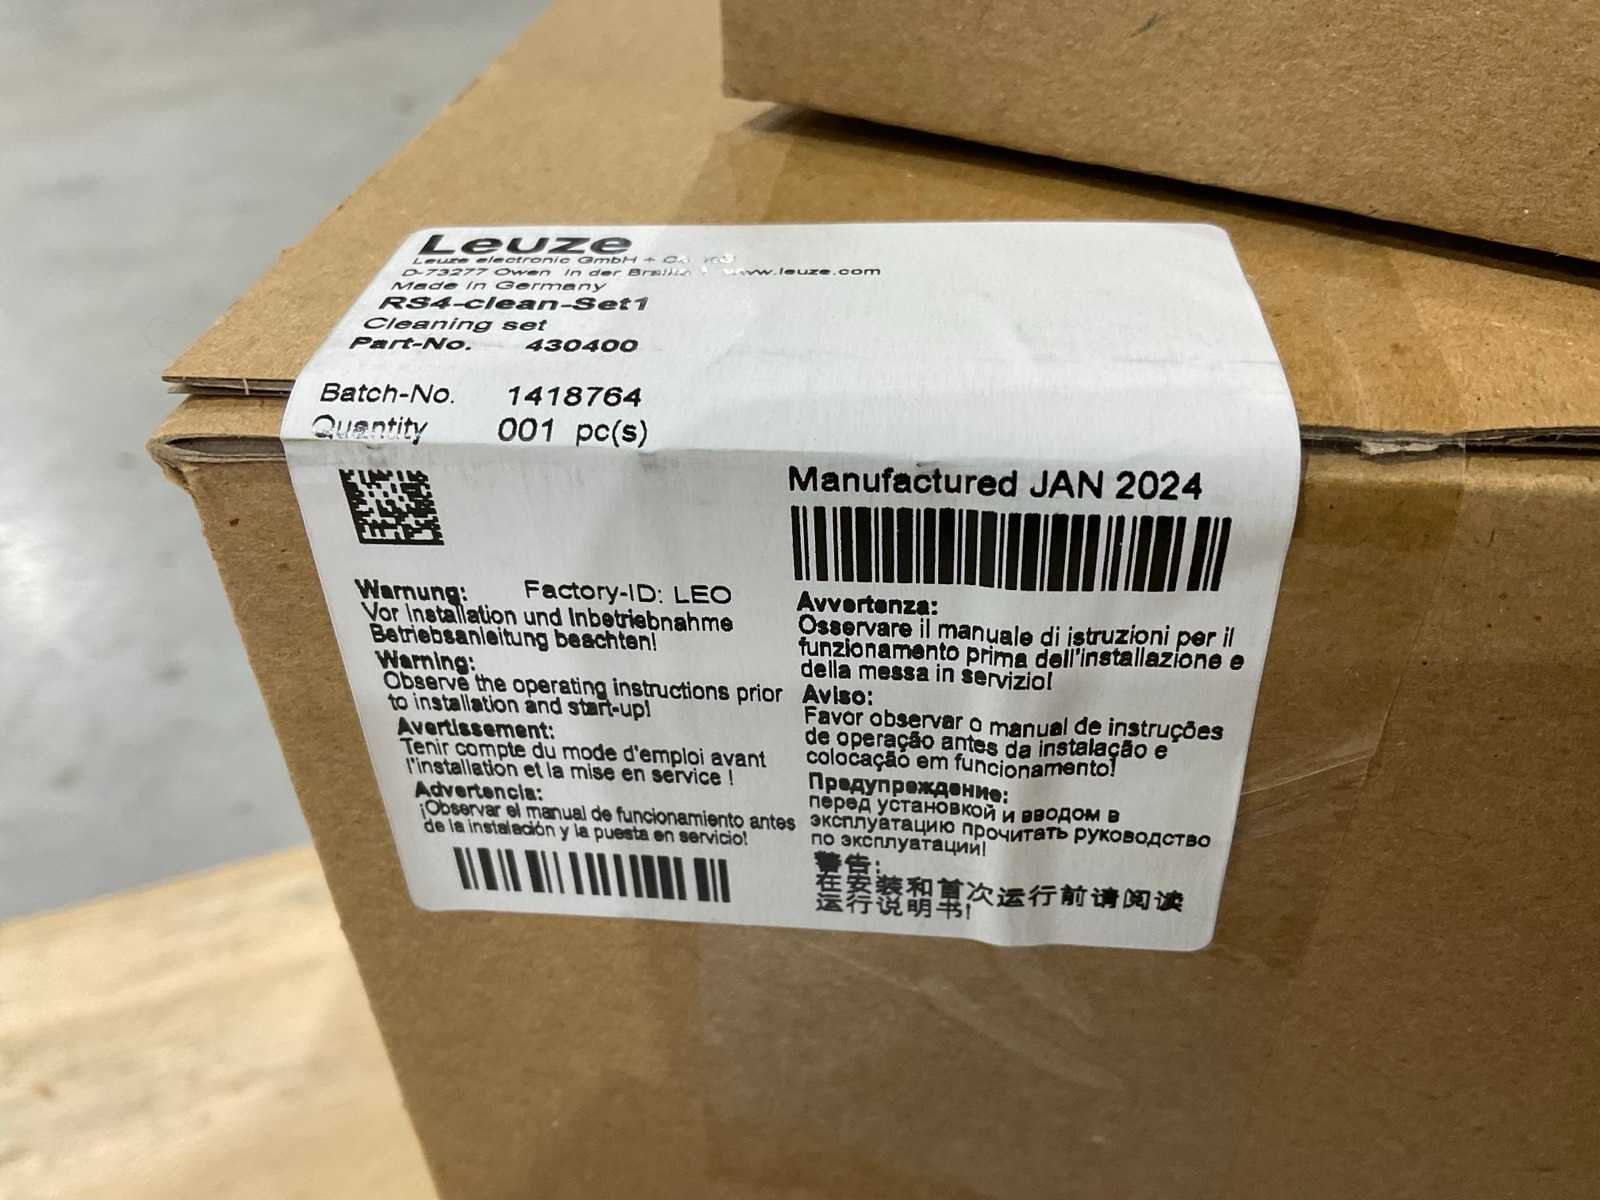 Leuze
Leuze electronic GmbH + Co. KG
D-73277 Owen In der Braike 1 www.leuze.com
Made in Germany
RS4-clean-Set1
Cleaning set
Part-No. 430400
Batch-No. 1418764
Quantity 001 pc(s)
Manufactured JAN 2024
Warnung: Factory-ID: LEO
Vor Installation und Inbetriebnahme
Betriebsanleitung beachten!
Warning:
Observe the operating instructions prior
to installation and start-up!
Avertissement:
Tenir compte du mode d'emploi avant
l'installation et la mise en service !
Advertencia:
¡Observar el manual de funcionamiento antes
de la instalación y la puesta en servicio!
Avvertenza:
Osservare il manuale di istruzioni per il
funzionamento prima dell'installazione e
della messa in servizio!
Aviso:
Favor observar o manual de instruções
de operação antes da instalação e
colocação em funcionamento!
Предупреждение:
перед установкой и вводом в
эксплуатацию прочитать руководство
по эксплуатации!
警告:
在安装和首次运行前请阅读
运行说明书!